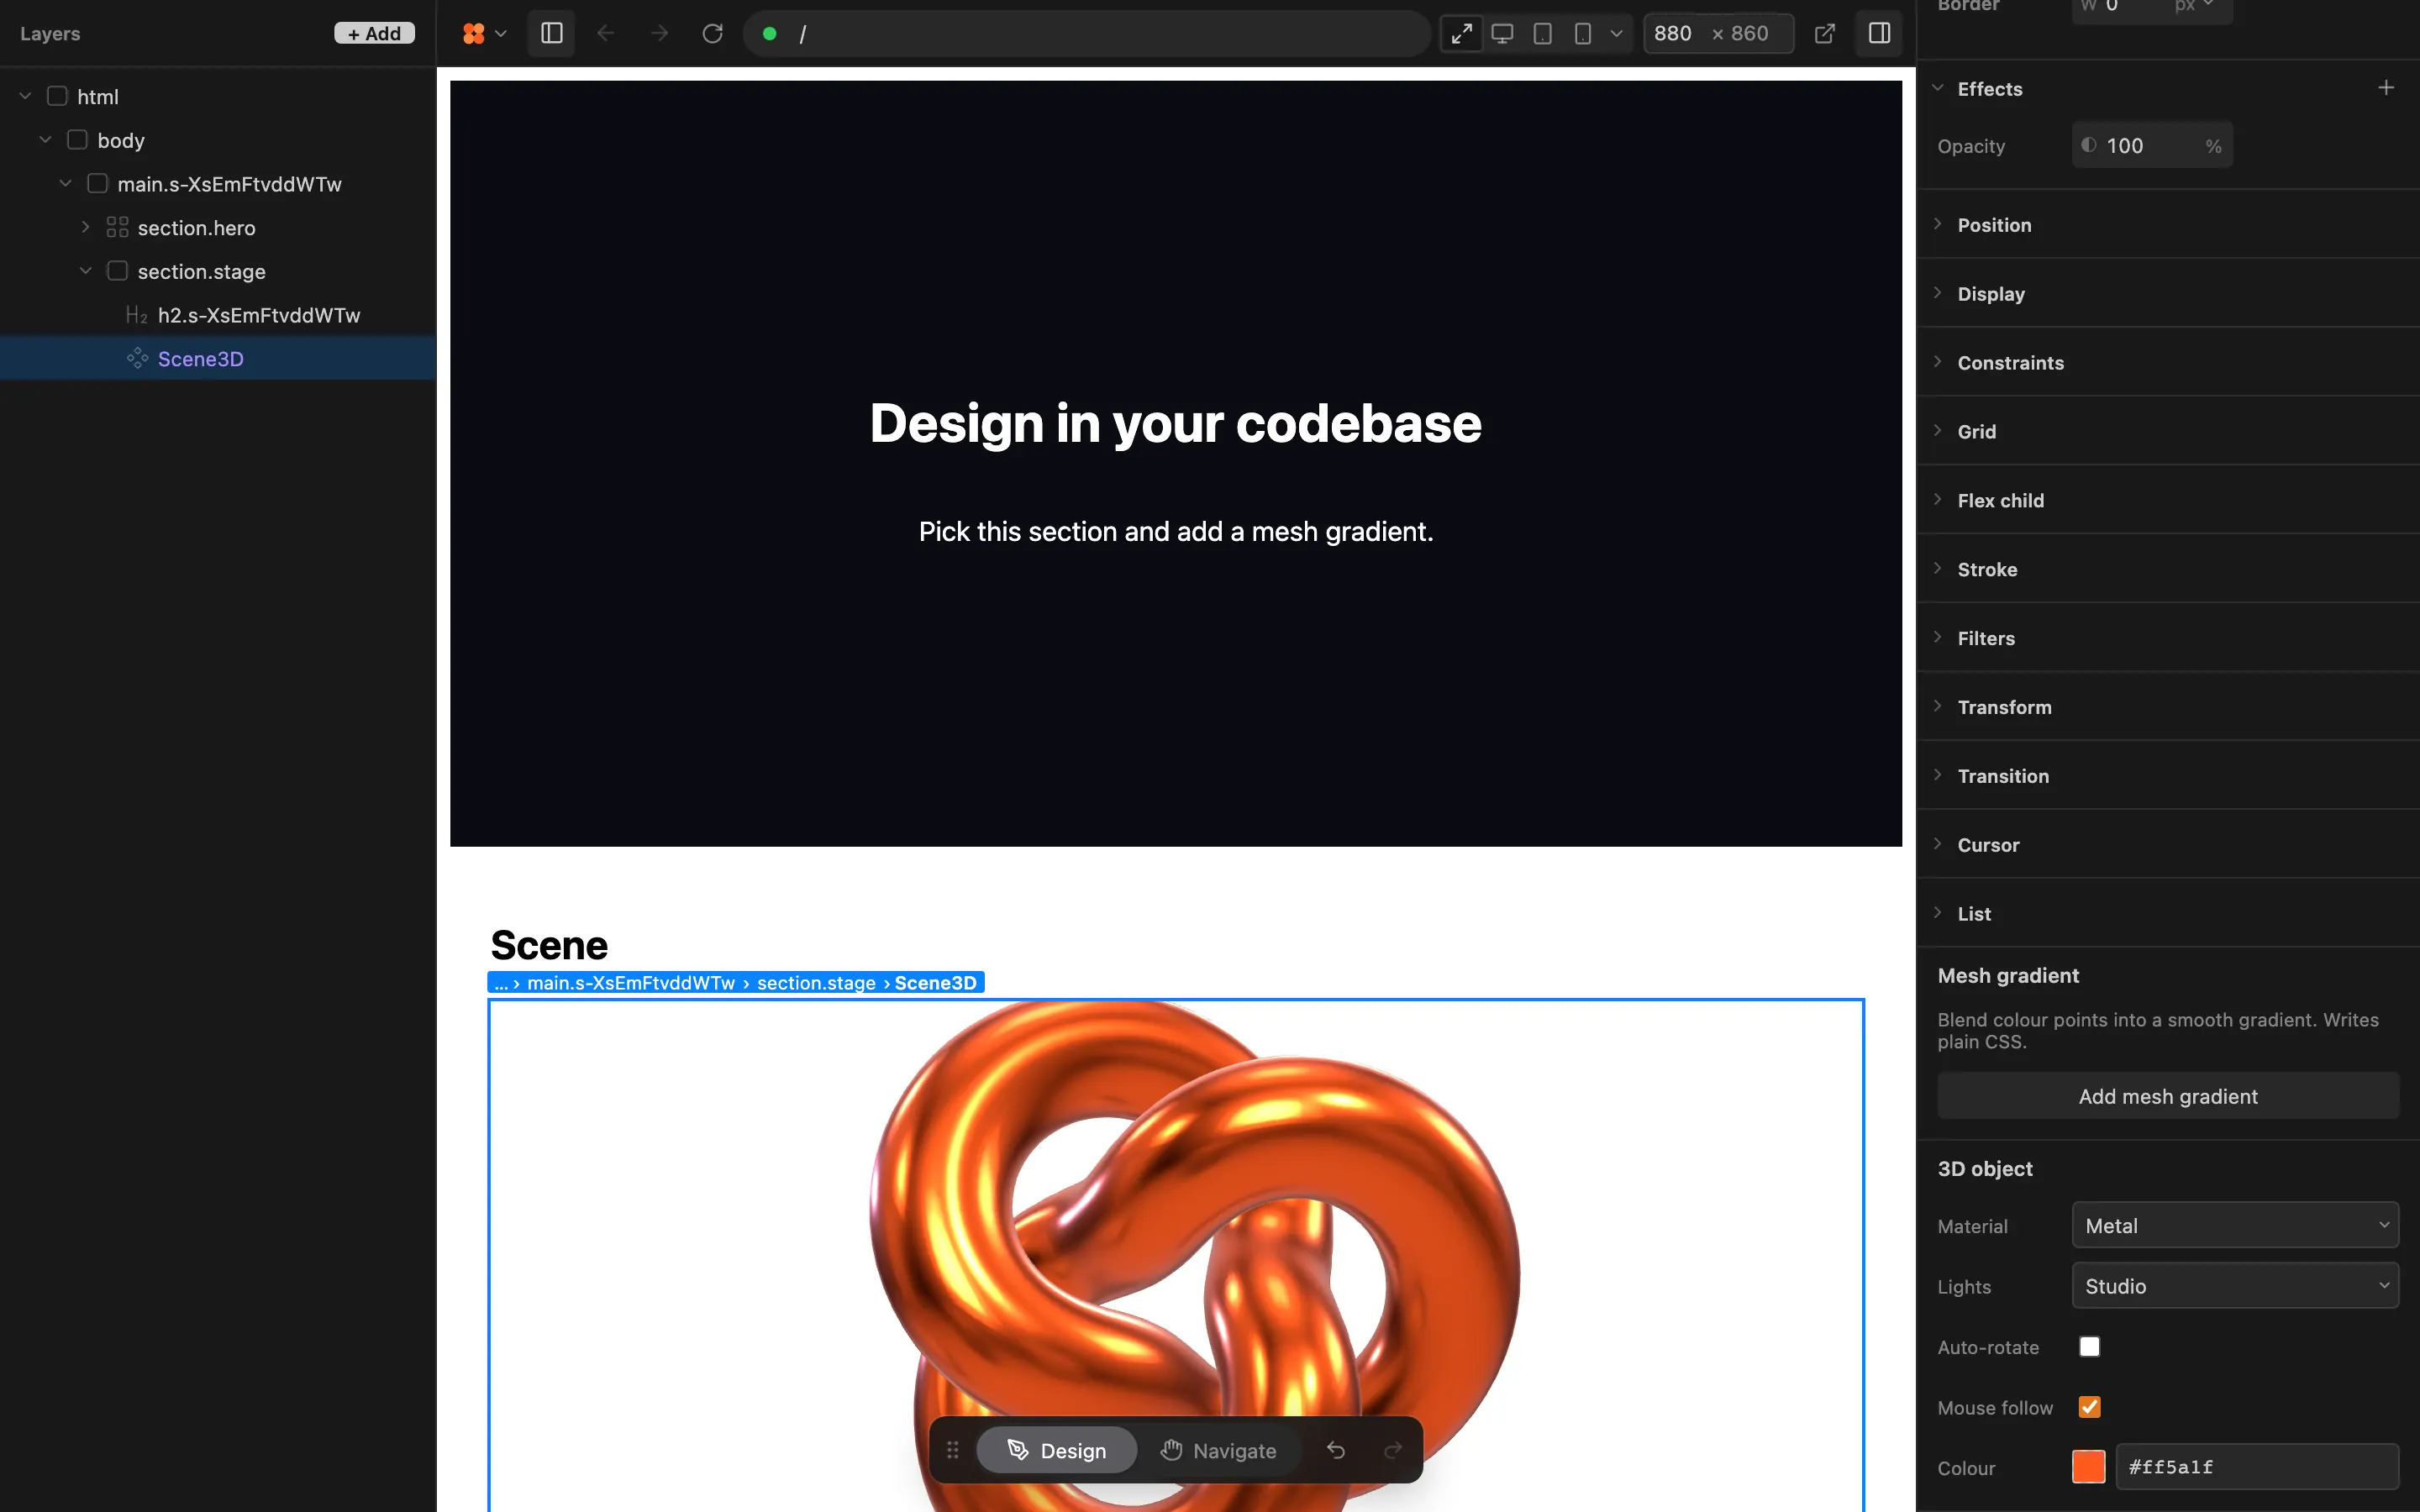 Layers
+ Add
/
880 × 860
html
body
main.s-XsEmFtvddWTw
section.hero
section.stage
H2 h2.s-XsEmFtvddWTw
Scene3D
Design in your codebase
Pick this section and add a mesh gradient.
Scene
... › main.s-XsEmFtvddWTw › section.stage › Scene3D
Design
Navigate
Border
W 0 px
Effects
Opacity 100 %
Position
Display
Constraints
Grid
Flex child
Stroke
Filters
Transform
Transition
Cursor
List
Mesh gradient
Blend colour points into a smooth gradient. Writes
plain CSS.
Add mesh gradient
3D object
Material Metal
Lights Studio
Auto-rotate
Mouse follow
Colour #ff5a1f